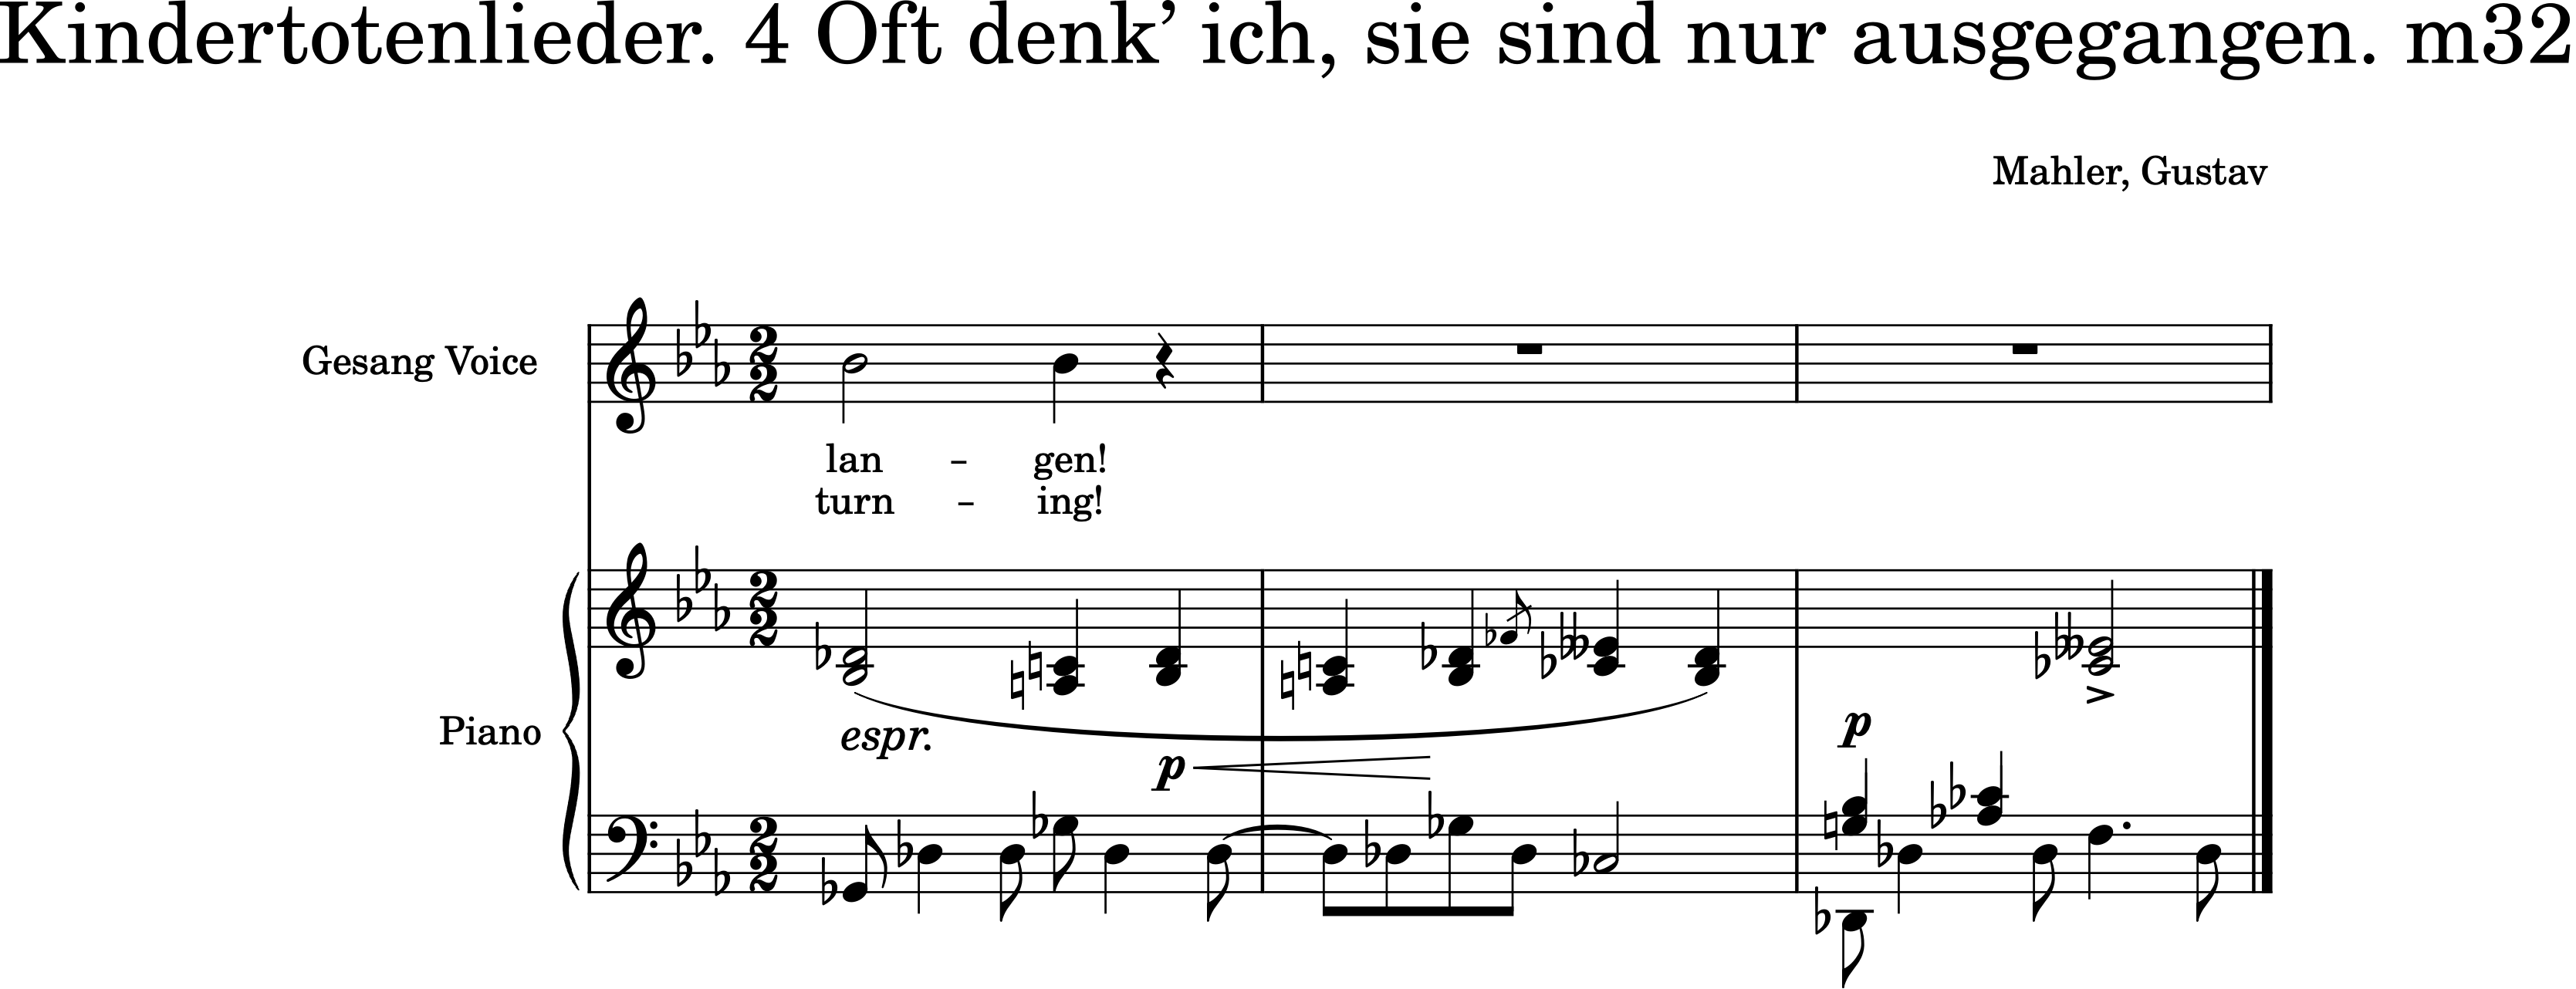 Kindertotenlieder. 4 Oft denk’ ich, sie sind nur ausgegangen. m32
Mahler, Gustav
Gesang Voice
lan - gen!
turn - ing!
Piano
espr.
p
p